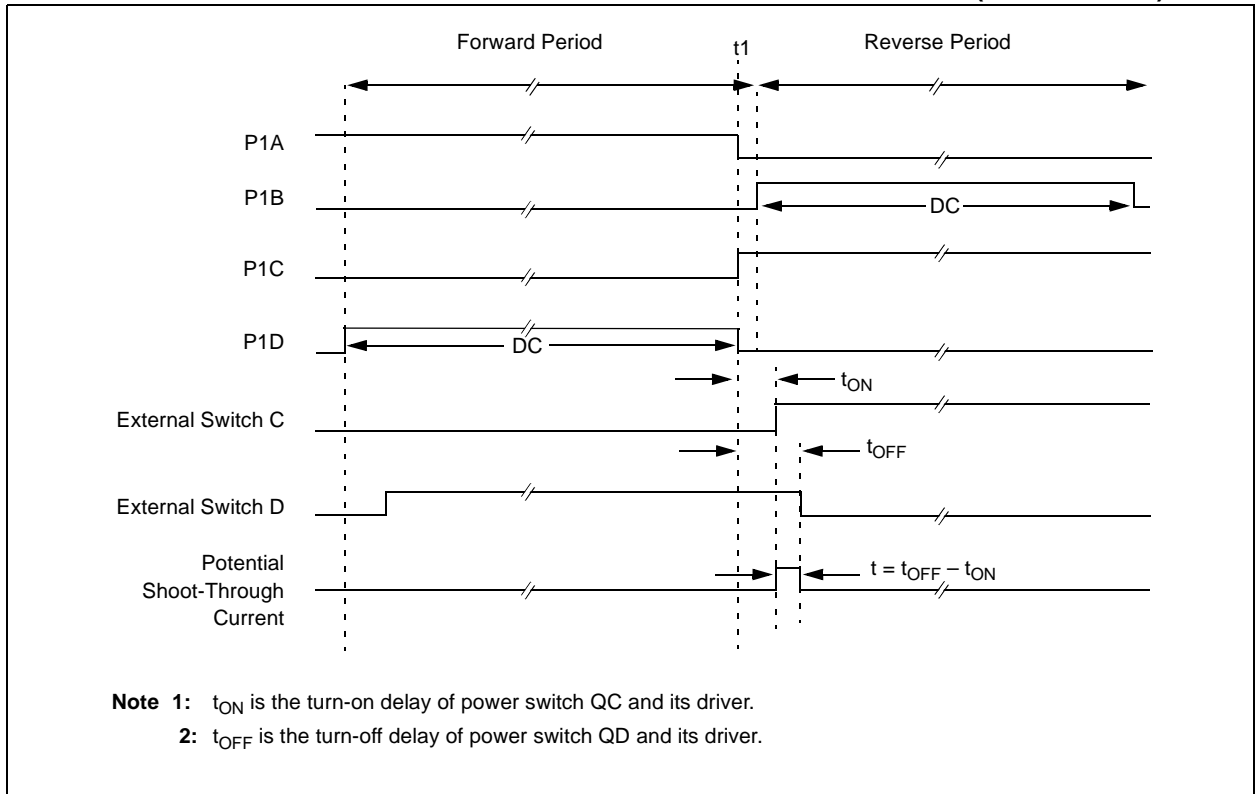 Forward Period
t1
Reverse Period
P1A
P1B
DC
P1C
P1D
DC
tON
External Switch C
tOFF
External Switch D
Potential
Shoot-Through
Current
t = tOFF – tON
Note 1: tON is the turn-on delay of power switch QC and its driver.
2: tOFF is the turn-off delay of power switch QD and its driver.